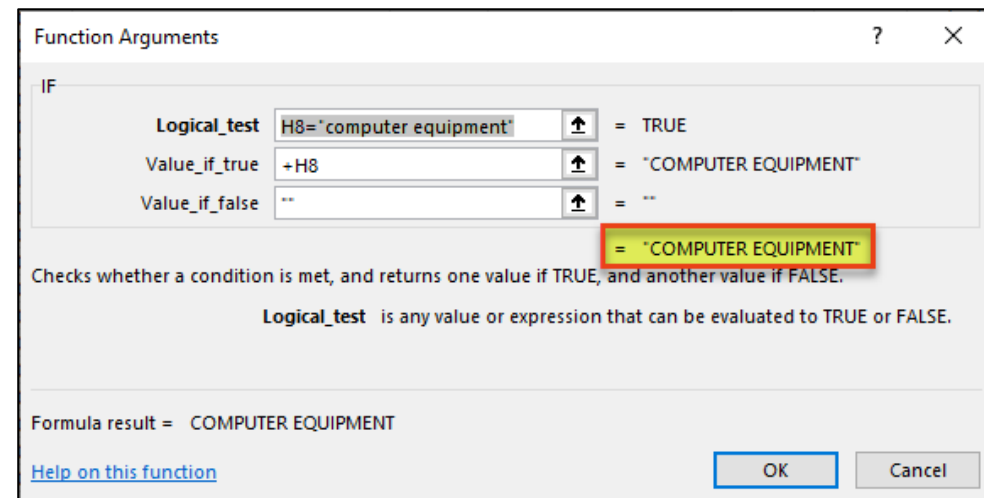 Function Arguments ? ×
IF
Logical_test H8="computer equipment" = TRUE
Value_if_true +H8 = "COMPUTER EQUIPMENT"
Value_if_false "" = ""
= "COMPUTER EQUIPMENT"
Checks whether a condition is met, and returns one value if TRUE, and another value if FALSE.
Logical_test is any value or expression that can be evaluated to TRUE or FALSE.
Formula result = COMPUTER EQUIPMENT
Help on this function OK Cancel